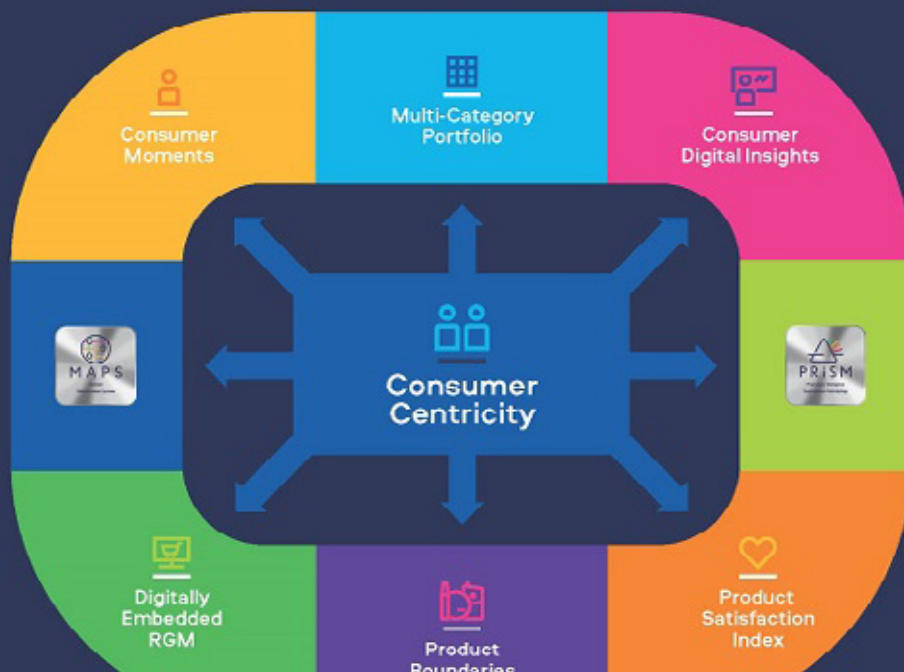 Consumer
Moments
Multi-Category
Portfolio
Consumer
Digital Insights
MAPS
Consumer
Centricity
PRiSM
Digitally
Embedded
RGM
Product
Boundaries
Product
Satisfaction
Index